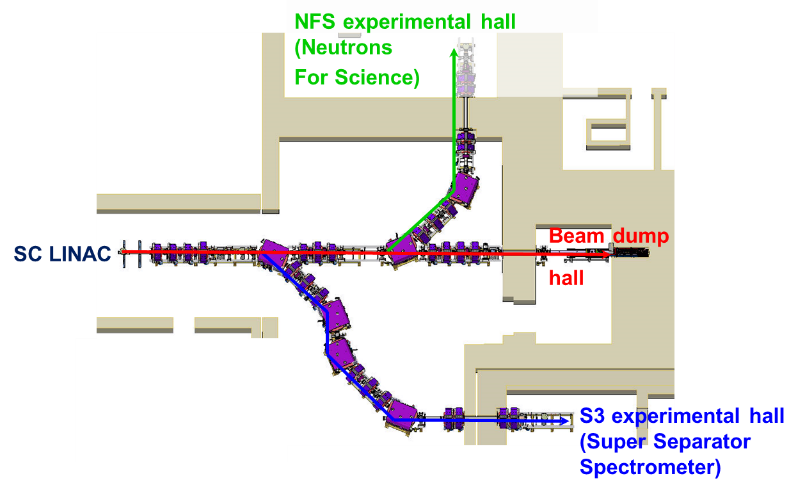 NFS experimental hall
(Neutrons
For Science)
SC LINAC
Beam dump
hall
S3 experimental hall
(Super Separator
Spectrometer)